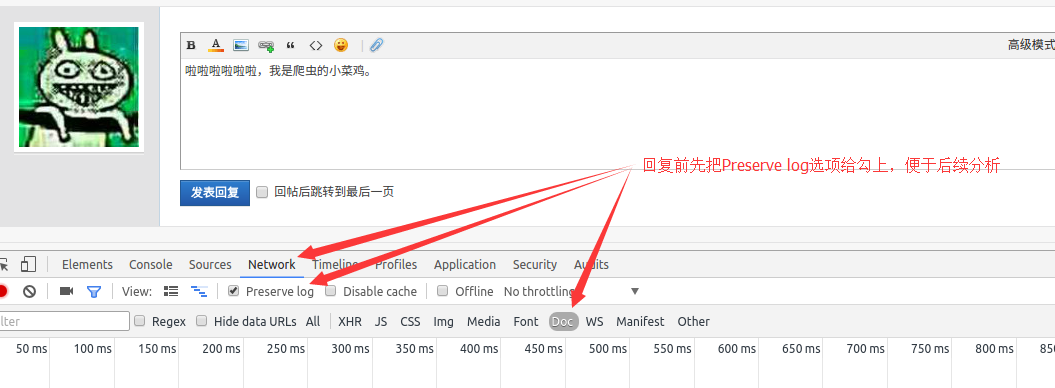 B A “ <> 高级模式
啦啦啦啦啦啦，我是爬虫的小菜鸡。
回复前先把Preserve log选项给勾上，便于后续分析
发表回复 回帖后跳转到最后一页
Elements Console Sources Network Timeline Profiles Application Security Audits
View: Preserve log Disable cache Offline No throttling
ilter Regex Hide data URLs All XHR JS CSS Img Media Font Doc WS Manifest Other
50 ms 100 ms 150 ms 200 ms 250 ms 300 ms 350 ms 400 ms 450 ms 500 ms 550 ms 600 ms 650 ms 700 ms 750 ms 800 ms 850